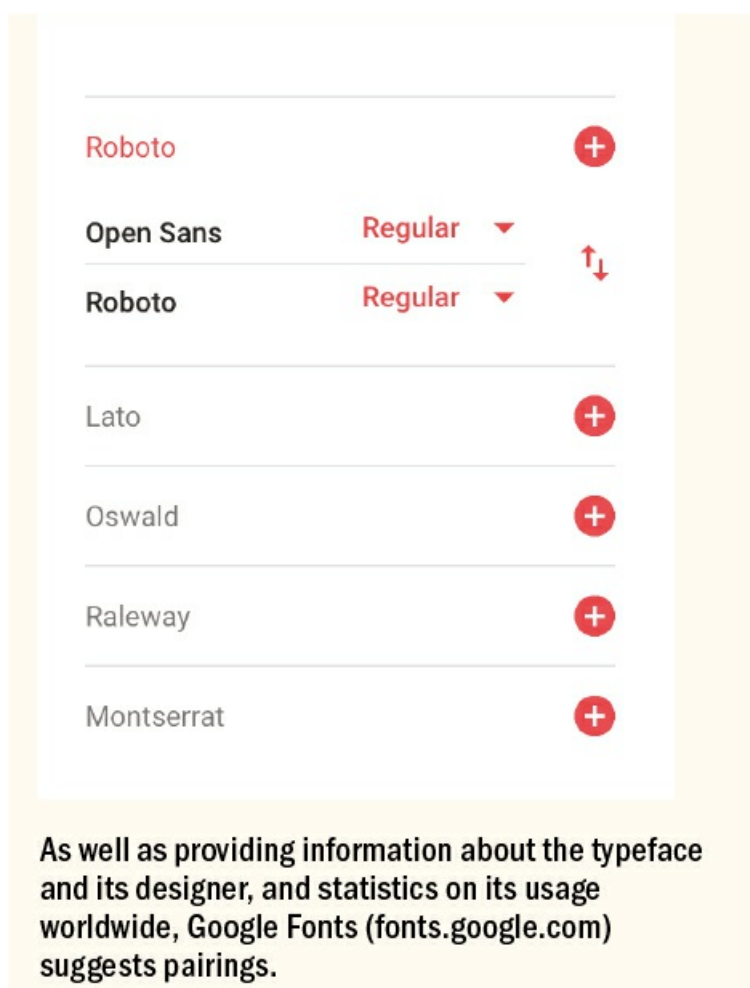 Roboto
Open Sans Regular
Roboto Regular
Lato
Oswald
Raleway
Montserrat
As well as providing information about the typeface
and its designer, and statistics on its usage
worldwide, Google Fonts (fonts.google.com)
suggests pairings.